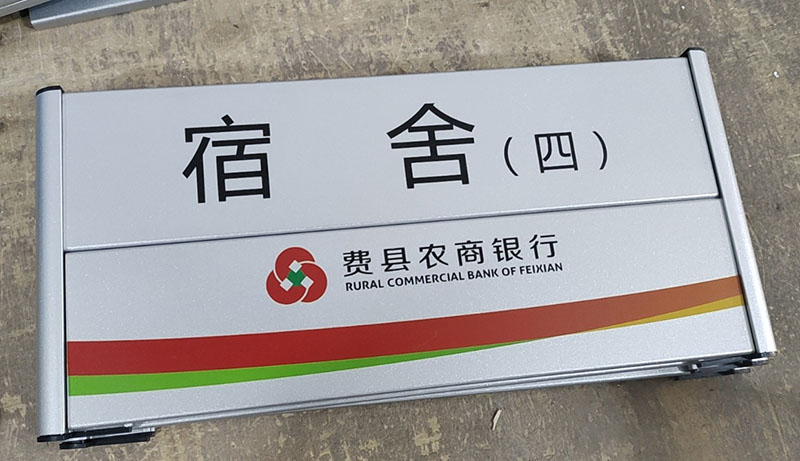 宿 舍 （四）
费县农商银行
RURAL COMMERCIAL BANK OF FEIXIAN